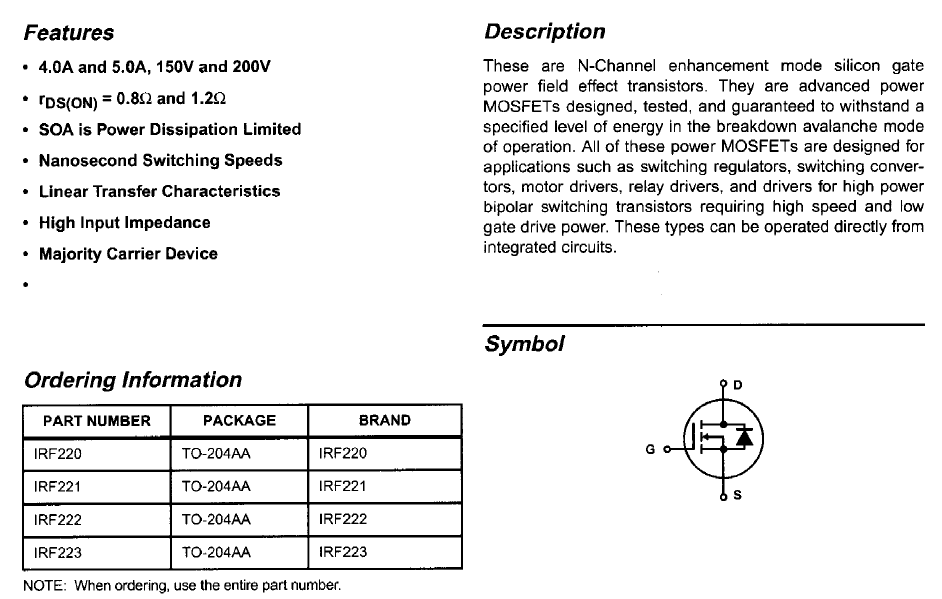 Features
• 4.0A and 5.0A, 150V and 200V
• rDS(ON) = 0.8Ω and 1.2Ω
• SOA is Power Dissipation Limited
• Nanosecond Switching Speeds
• Linear Transfer Characteristics
• High Input Impedance
• Majority Carrier Device
•
Ordering Information
PART NUMBER PACKAGE BRAND
IRF220 TO-204AA IRF220
IRF221 TO-204AA IRF221
IRF222 TO-204AA IRF222
IRF223 TO-204AA IRF223
NOTE: When ordering, use the entire part number.
Description
These are N-Channel enhancement mode silicon gate
power field effect transistors. They are advanced power
MOSFETs designed, tested, and guaranteed to withstand a
specified level of energy in the breakdown avalanche mode
of operation. All of these power MOSFETs are designed for
applications such as switching regulators, switching conver-
tors, motor drivers, relay drivers, and drivers for high power
bipolar switching transistors requiring high speed and low
gate drive power. These types can be operated directly from
integrated circuits.
Symbol
D
G
S